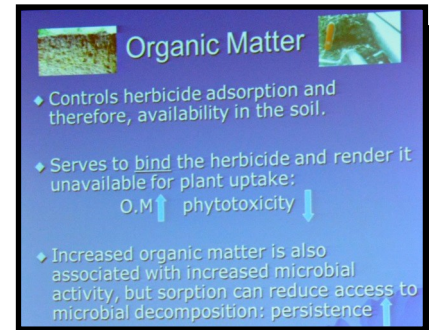 Organic Matter
Controls herbicide adsorption and
therefore, availability in the soil.
Serves to bind the herbicide and render it
unavailable for plant uptake:
O.M↑ phytotoxicity ↓
Increased organic matter is also
associated with increased microbial
activity, but sorption can reduce access to
microbial decomposition: persistence ↑